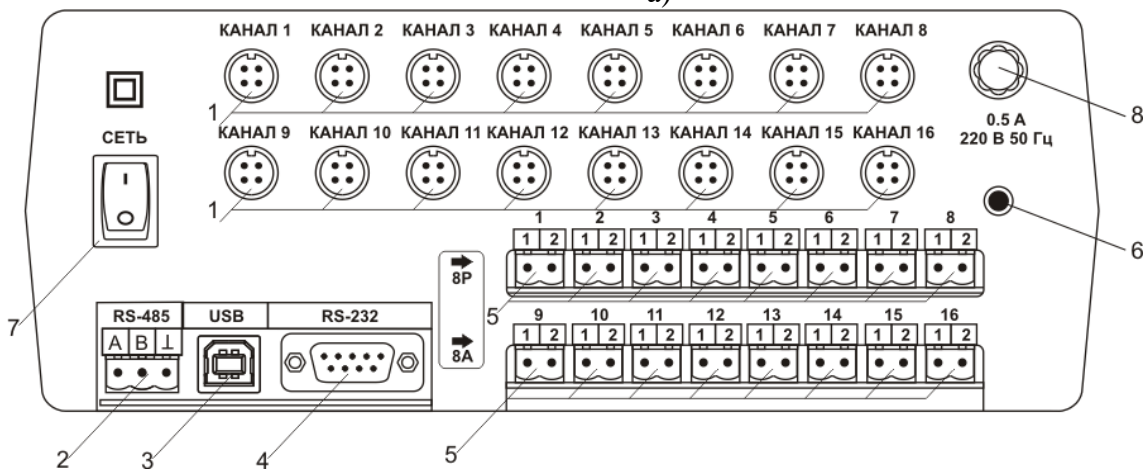 а)
КАНАЛ 1 КАНАЛ 2 КАНАЛ 3 КАНАЛ 4 КАНАЛ 5 КАНАЛ 6 КАНАЛ 7 КАНАЛ 8
1
8
0.5 А
220 В 50 Гц
СЕТЬ
I
O
КАНАЛ 9 КАНАЛ 10 КАНАЛ 11 КАНАЛ 12 КАНАЛ 13 КАНАЛ 14 КАНАЛ 15 КАНАЛ 16
1
6
1 2 3 4 5 6 7 8
1 2 1 2 1 2 1 2 1 2 1 2 1 2 1 2
8Р
5
7
RS-485 USB RS-232
A B ⊥
8А
9 10 11 12 13 14 15 16
1 2 1 2 1 2 1 2 1 2 1 2 1 2 1 2
2 3 4 5